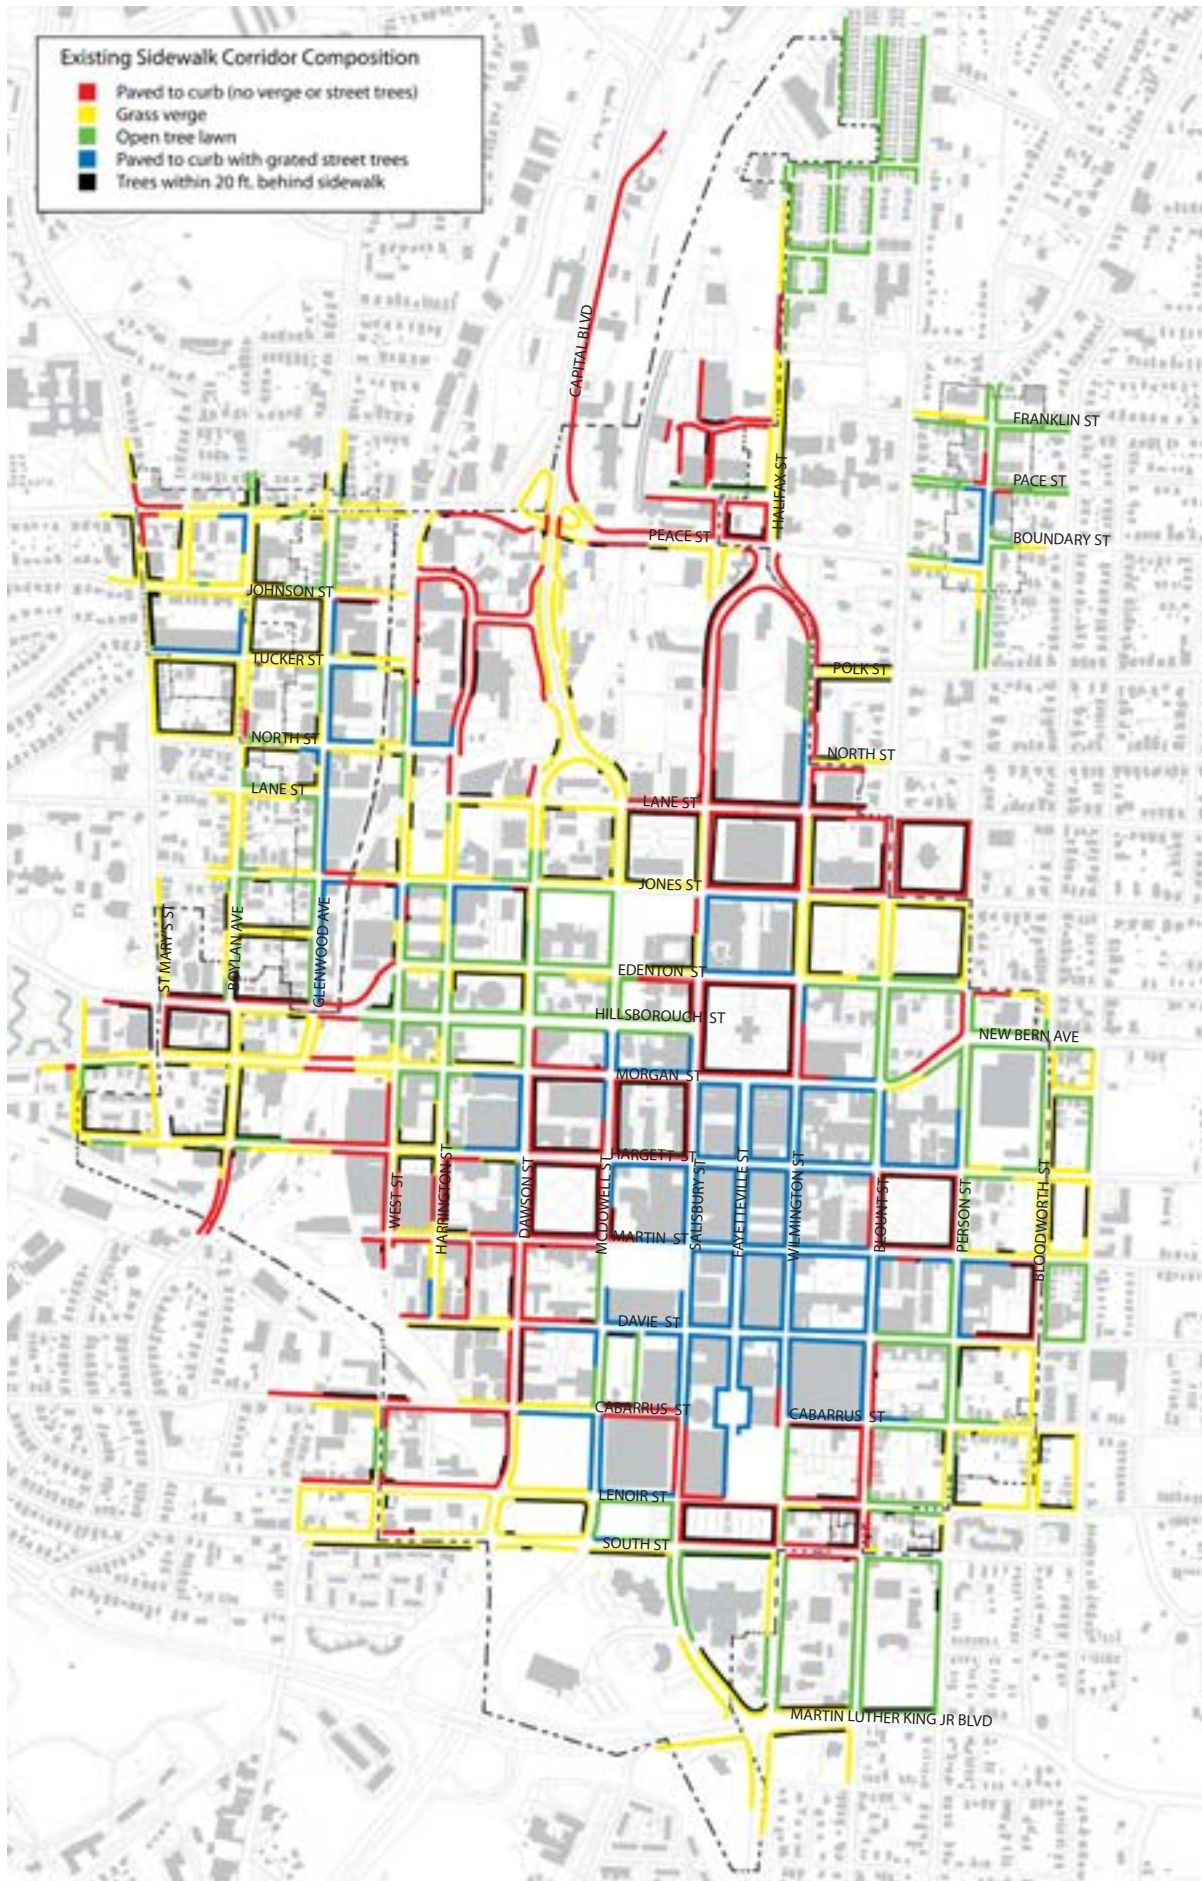 Existing Sidewalk Corridor Composition
Paved to curb (no verge or street trees)
Grass verge
Open tree lawn
Paved to curb with grated street trees
Trees within 20 ft. behind sidewalk
CAPITAL BLVD
FRANKLIN ST
HALIFAX ST
PACE ST
PEACE ST
BOUNDARY ST
JOHNSON ST
TUCKER ST
POLK ST
NORTH ST
NORTH ST
LANE ST
LANE ST
JONES ST
ST MARY'S ST
BOYLAN AVE
GLENWOOD AVE
EDENTON ST
HILLSBOROUGH ST
NEW BERN AVE
MORGAN ST
HARGETT ST
WEST ST
HARRINGTON ST
DAWSON ST
MCDOWELL ST
SALISBURY ST
FAYETTEVILLE ST
WILMINGTON ST
BLOUNT ST
PERSON ST
BLOODWORTH ST
MARTIN ST
DAVIE ST
CABARRUS ST
CABARRUS ST
LENOIR ST
SOUTH ST
MARTIN LUTHER KING JR BLVD